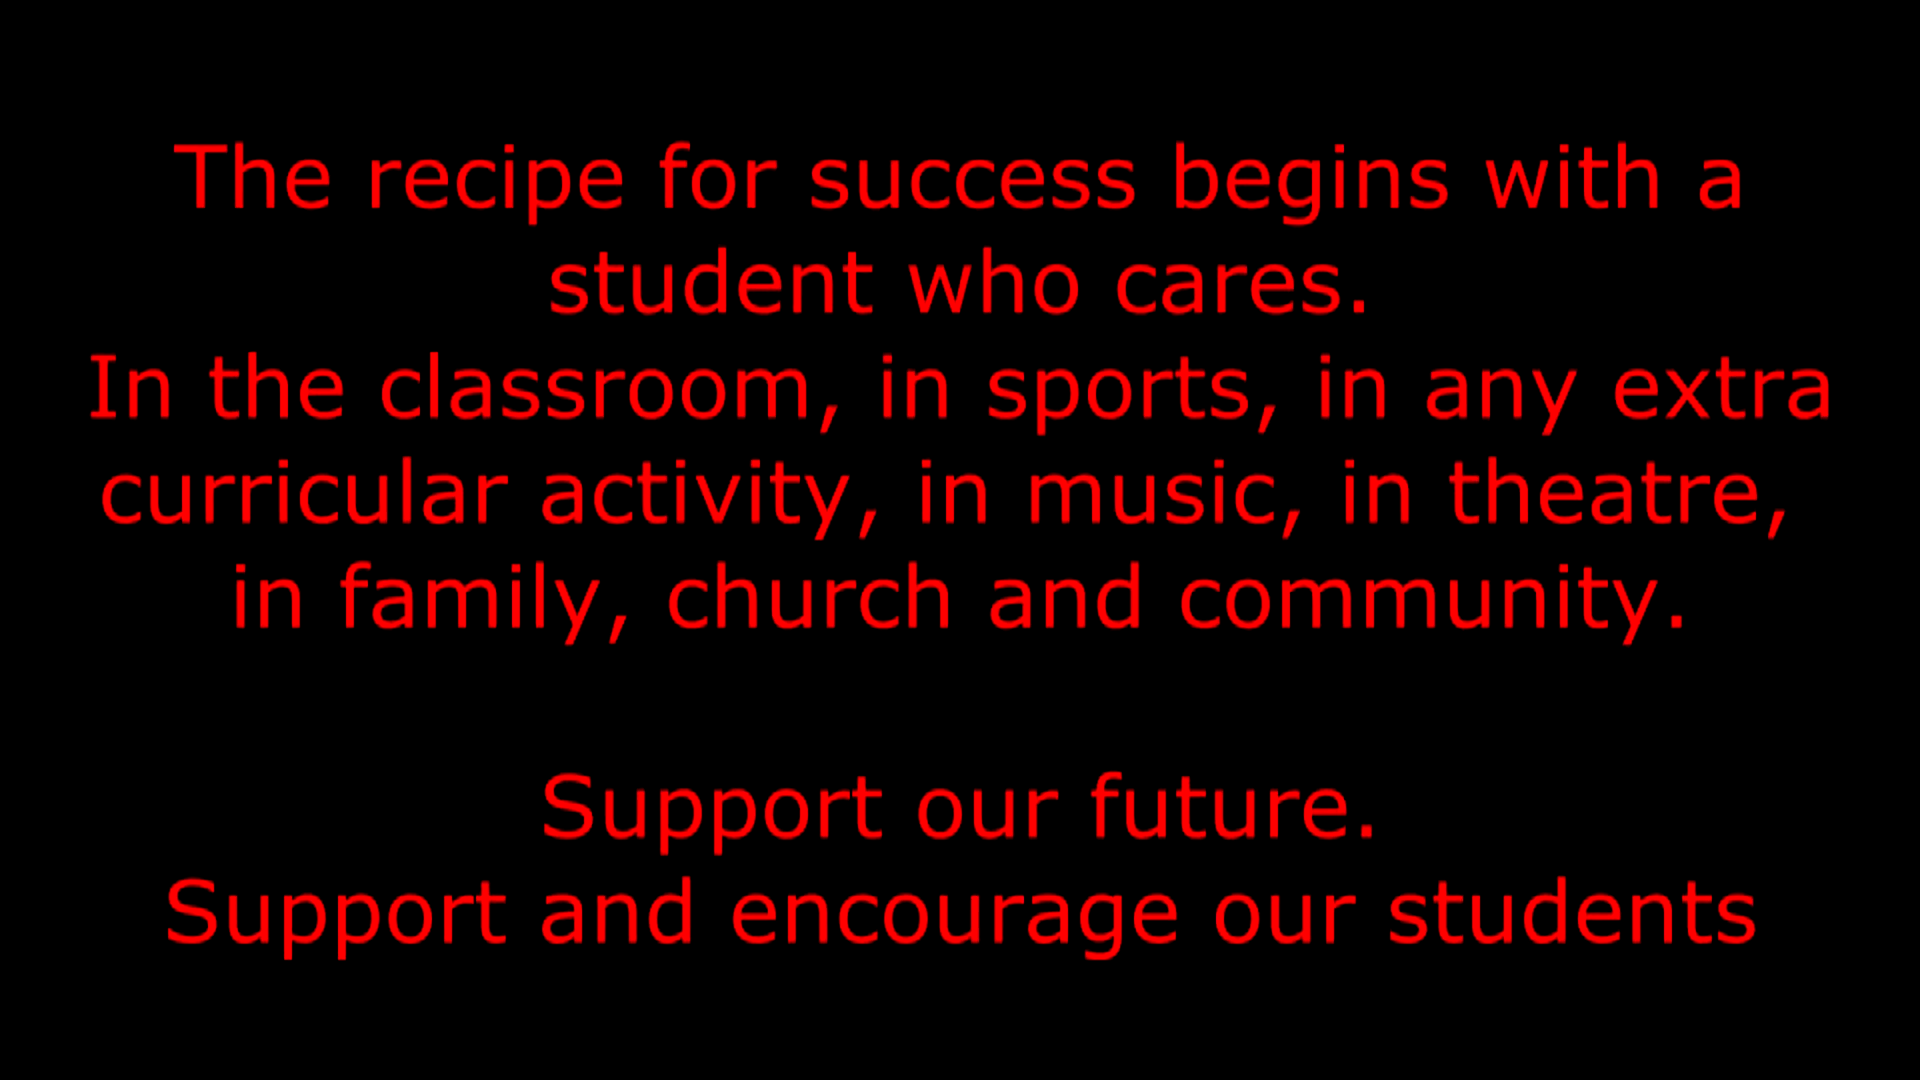 The recipe for success begins with a
student who cares.
In the classroom, in sports, in any extra
curricular activity, in music, in theatre,
in family, church and community.
Support our future.
Support and encourage our students